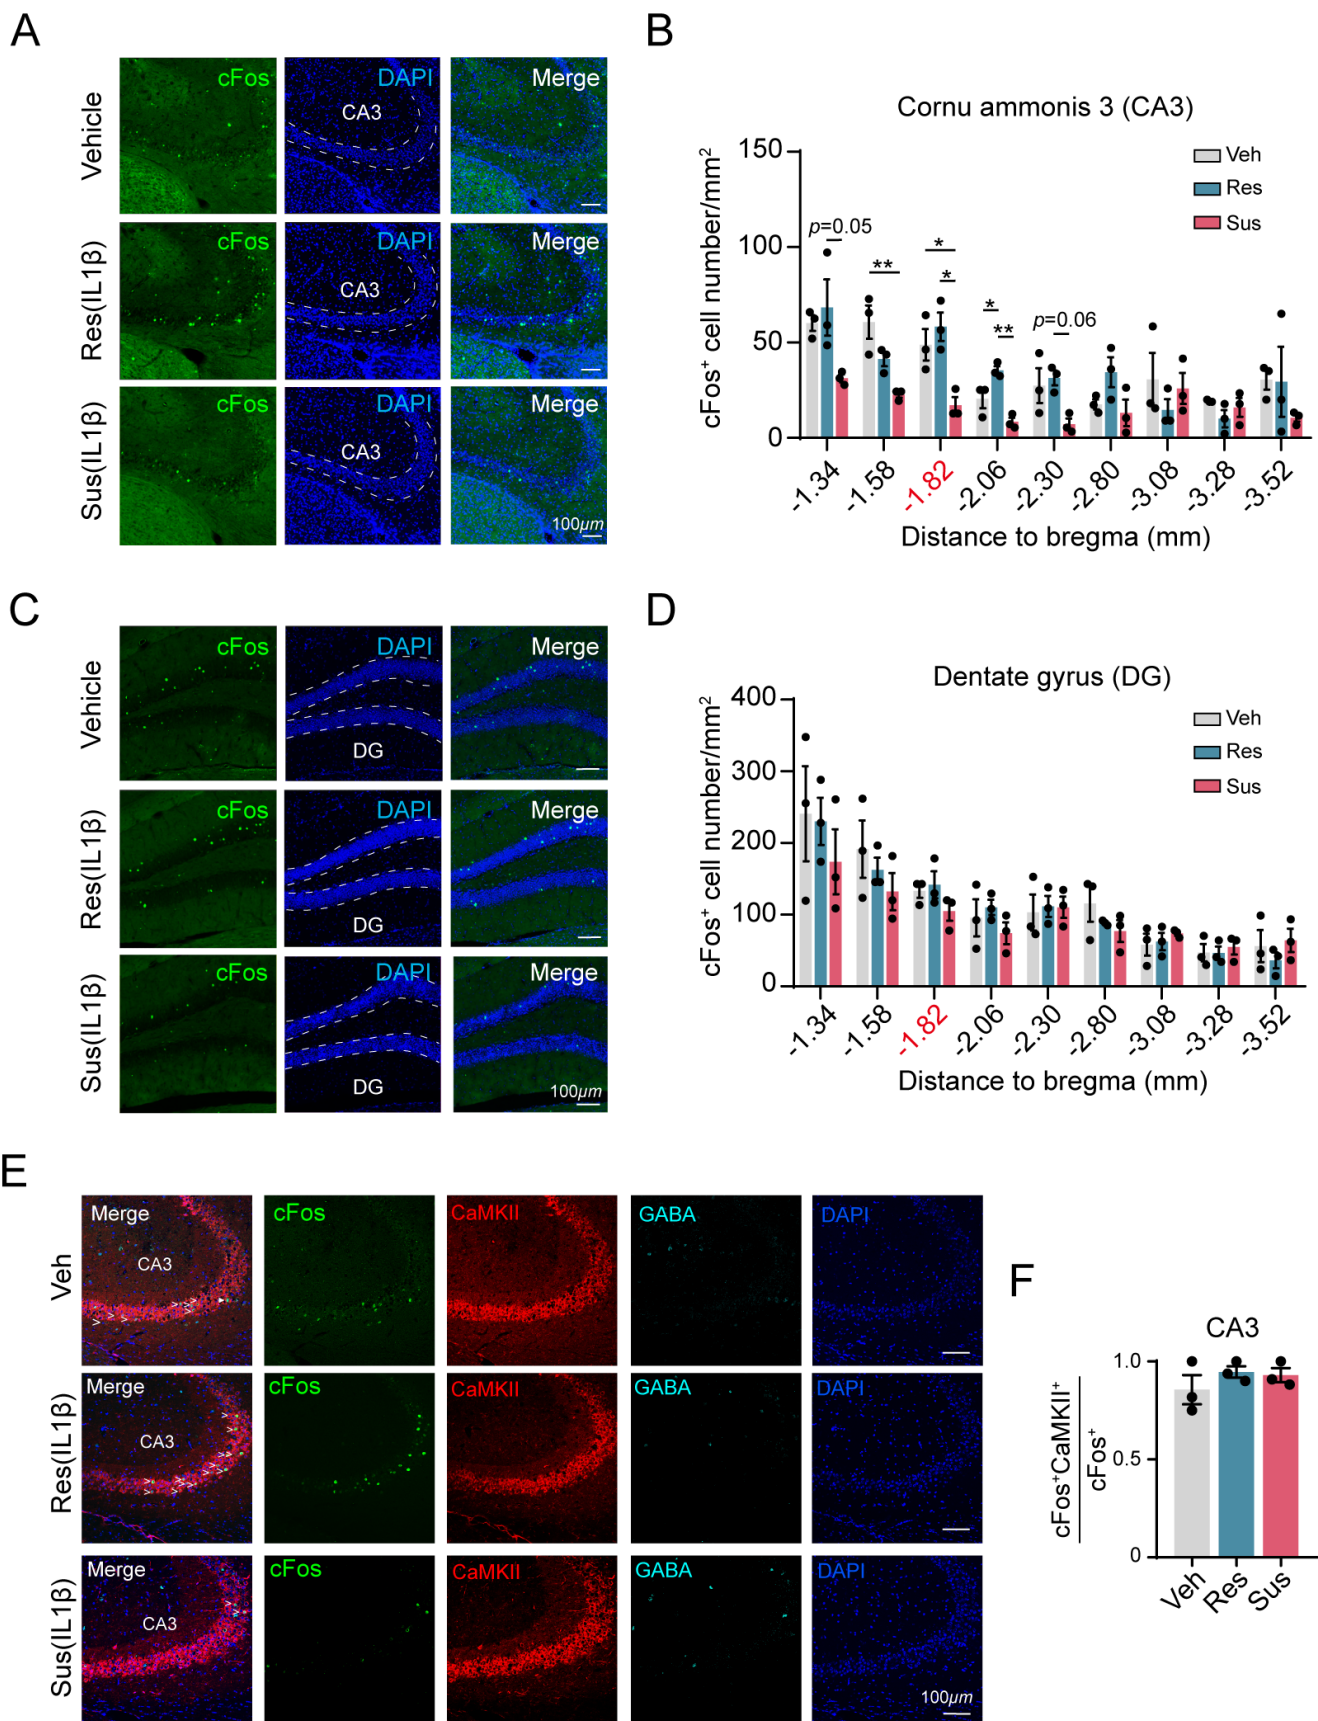 A
cFos DAPI Merge
Vehicle
CA3
cFos DAPI Merge
Res(IL1β)
CA3
cFos DAPI Merge
Sus(IL1β)
CA3
100μm
B
Cornu ammonis 3 (CA3)
cFos⁺ cell number/mm²
150
100
50
0
Veh
Res
Sus
p=0.05
**
*
*
*
**
p=0.06
-1.34 -1.58 -1.82 -2.06 -2.30 -2.80 -3.08 -3.28 -3.52
Distance to bregma (mm)
C
cFos DAPI Merge
Vehicle
DG
cFos DAPI Merge
Res(IL1β)
DG
cFos DAPI Merge
Sus(IL1β)
DG
100μm
D
Dentate gyrus (DG)
cFos⁺ cell number/mm²
400
300
200
100
0
Veh
Res
Sus
-1.34 -1.58 -1.82 -2.06 -2.30 -2.80 -3.08 -3.28 -3.52
Distance to bregma (mm)
E
Merge cFos CaMKII GABA DAPI
Veh
CA3
Merge cFos CaMKII GABA DAPI
Res(IL1β)
CA3
Merge cFos CaMKII GABA DAPI
Sus(IL1β)
CA3
100μm
F
CA3
cFos⁺CaMKII⁺
cFos⁺
1.0
0.5
0
Veh Res Sus